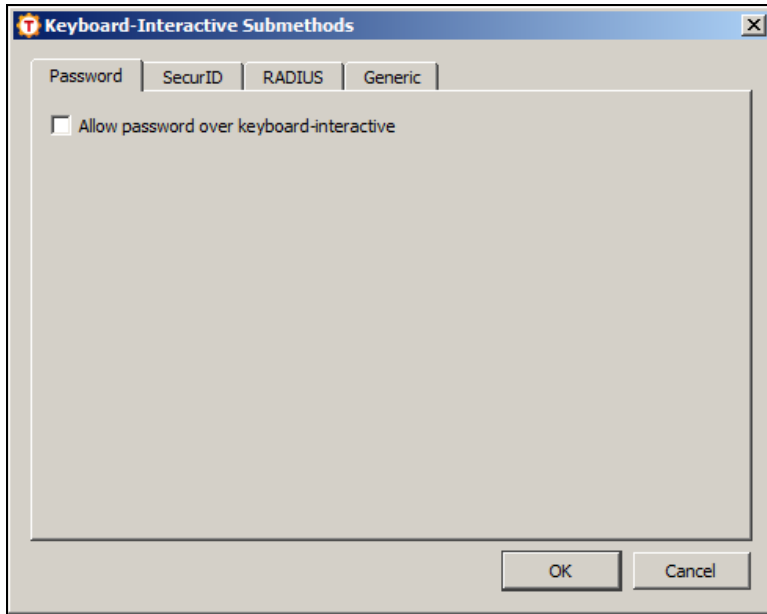 Keyboard-Interactive Submethods
Password SecurID RADIUS Generic
Allow password over keyboard-interactive
OK Cancel